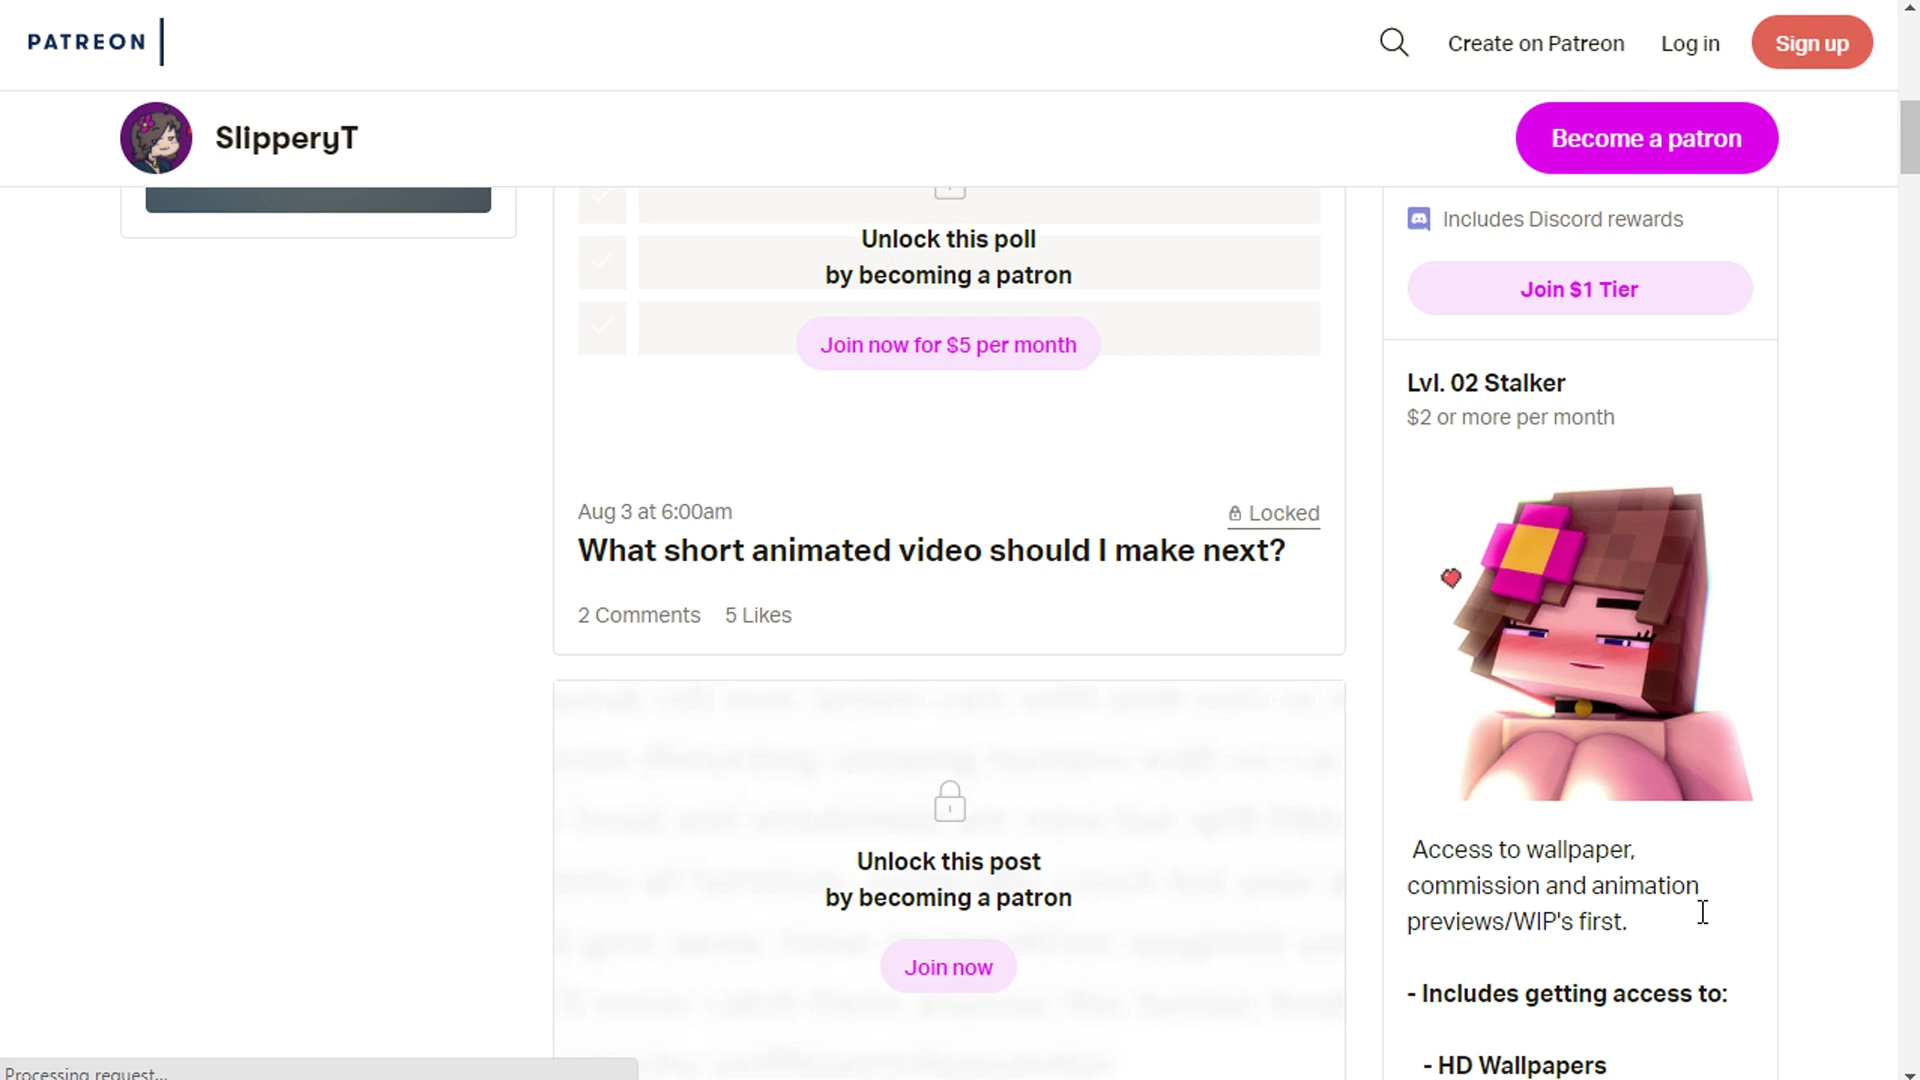 PATREON
Create on Patreon
Log in
Sign up
SlipperyT
Become a patron
Unlock this poll
by becoming a patron
Join now for $5 per month
Aug 3 at 6:00am
Locked
What short animated video should I make next?
2 Comments 5 Likes
Unlock this post
by becoming a patron
Join now
Includes Discord rewards
Join $1 Tier
Lvl. 02 Stalker
$2 or more per month
Access to wallpaper,
commission and animation
previews/WIP's first.
- Includes getting access to:
- HD Wallpapers
Processing request...